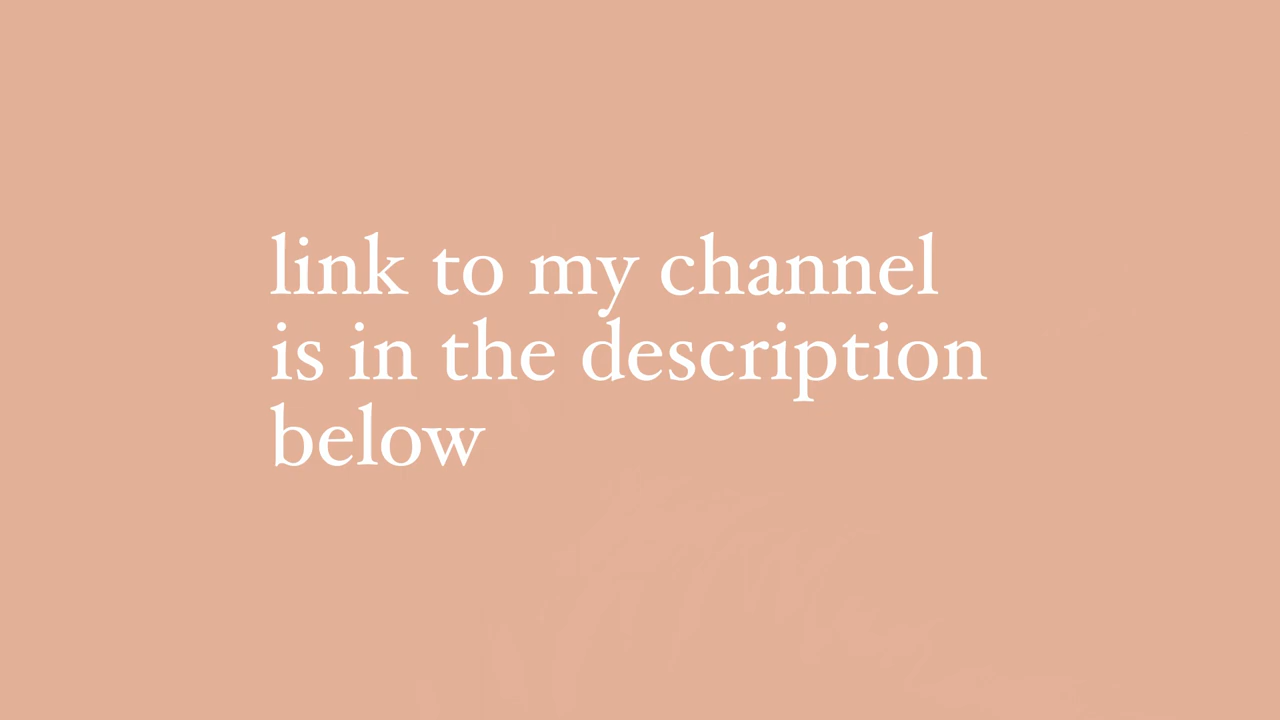 link to my channel
is in the description
below